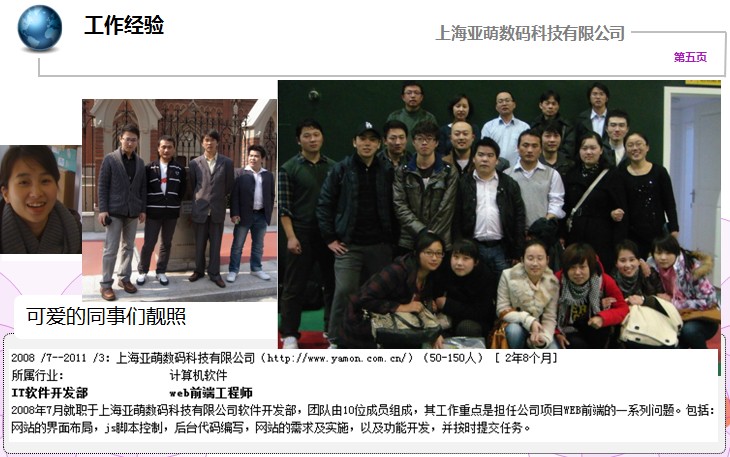 工作经验
上海亚萌数码科技有限公司
第五页
可爱的同事们靓照
2008 /7--2011 /3：上海亚萌数码科技有限公司（http://www.yamon.com.cn/）(50-150人) [ 2年8个月]
所属行业： 计算机软件
IT软件开发部 web前端工程师
2008年7月就职于上海亚萌数码科技有限公司软件开发部，团队由10位成员组成，其工作重点是担任公司项目WEB前端的一系列问题。包括：
网站的界面布局，js脚本控制，后台代码编写，网站的需求及实施，以及功能开发，并按时提交任务。